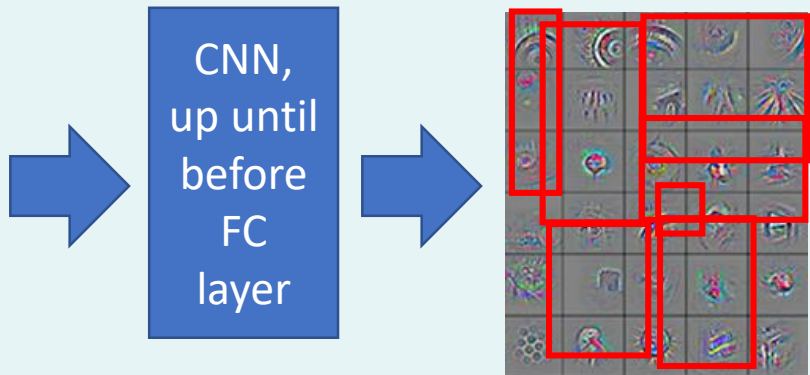 CNN,
up until
before
FC
layer